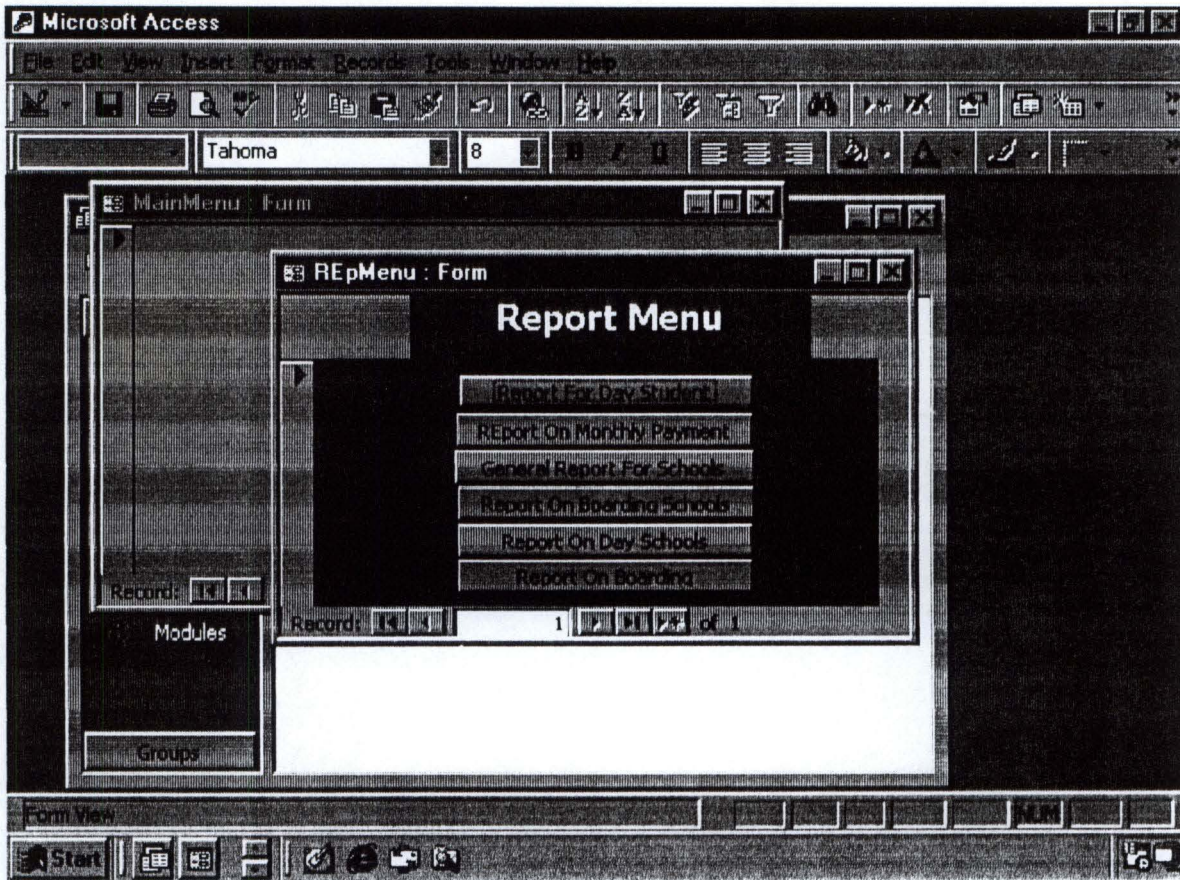 Microsoft Access
File Edit View Insert Format Records Tools Window Help
Tahoma 8 B I U
MainMenu : Form
REpMenu : Form
Report Menu
Report For Day Student
REport On Monthly Payment
General Report For Schools
Report On Boarding Schools
Report On Day Schools
Report On Boarding
Record:
Record: 1 of 1
Modules
Groups
Form View NUM
Start